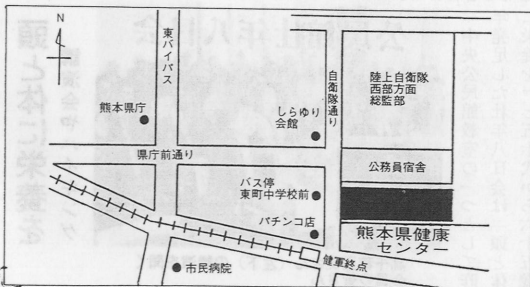 N
東バイパス
自衛隊通り
陸上自衛隊
西部方面
総監部
熊本県庁
しらゆり
会館
県庁前通り
公務員宿舎
バス停
東町中学校前
パチンコ店
熊本県健康
センター
健軍終点
市民病院